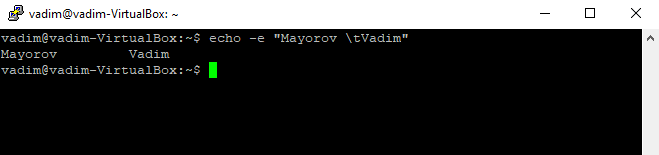 vadim@vadim-VirtualBox: ~
vadim@vadim-VirtualBox:~$ echo -e "Mayorov \tVadim"
Mayorov         Vadim
vadim@vadim-VirtualBox:~$